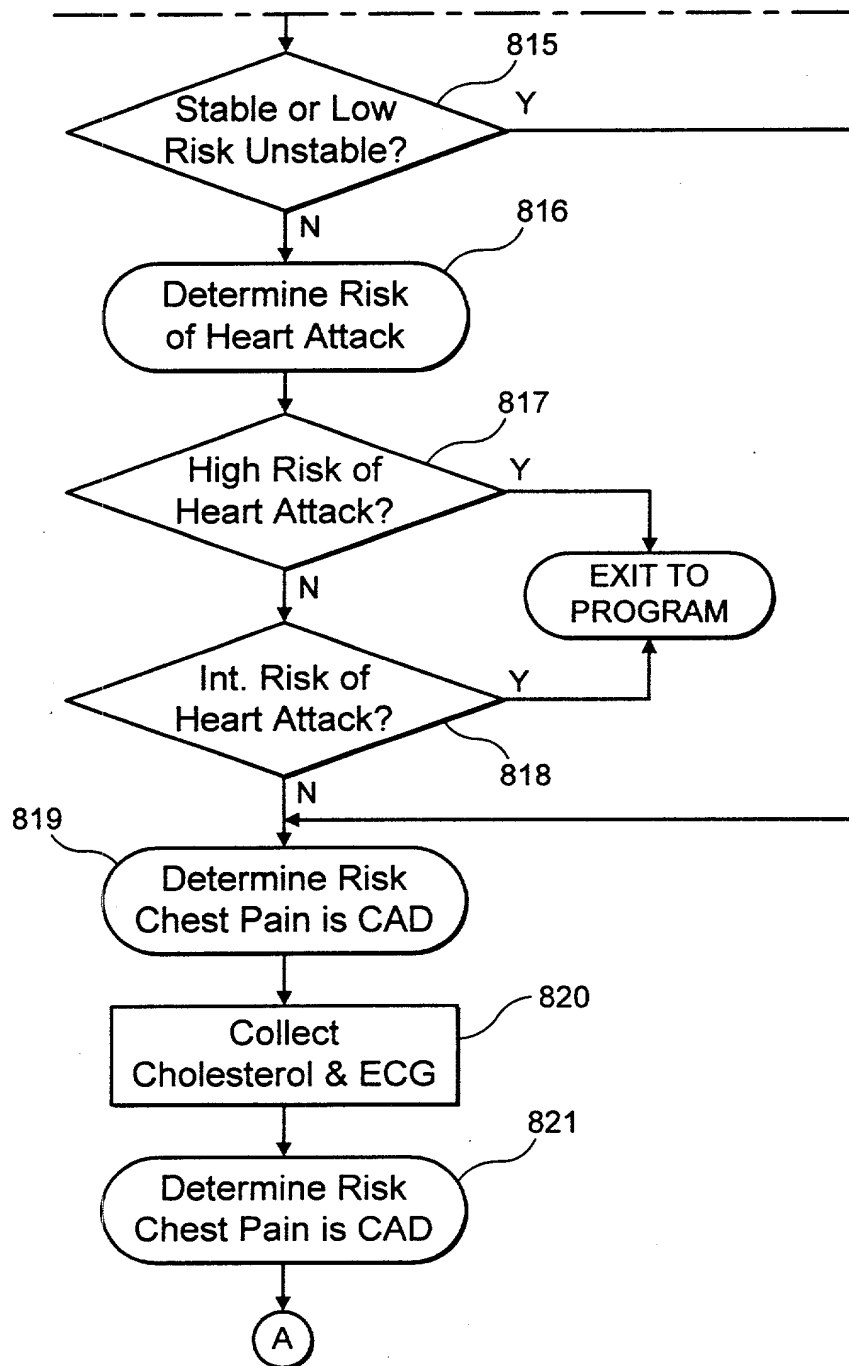 815
Stable or Low
Risk Unstable?
Y
N
816
Determine Risk
of Heart Attack
817
High Risk of
Heart Attack?
Y
N
EXIT TO
PROGRAM
Int. Risk of
Heart Attack?
Y
818
N
819
Determine Risk
Chest Pain is CAD
820
Collect
Cholesterol & ECG
821
Determine Risk
Chest Pain is CAD
A